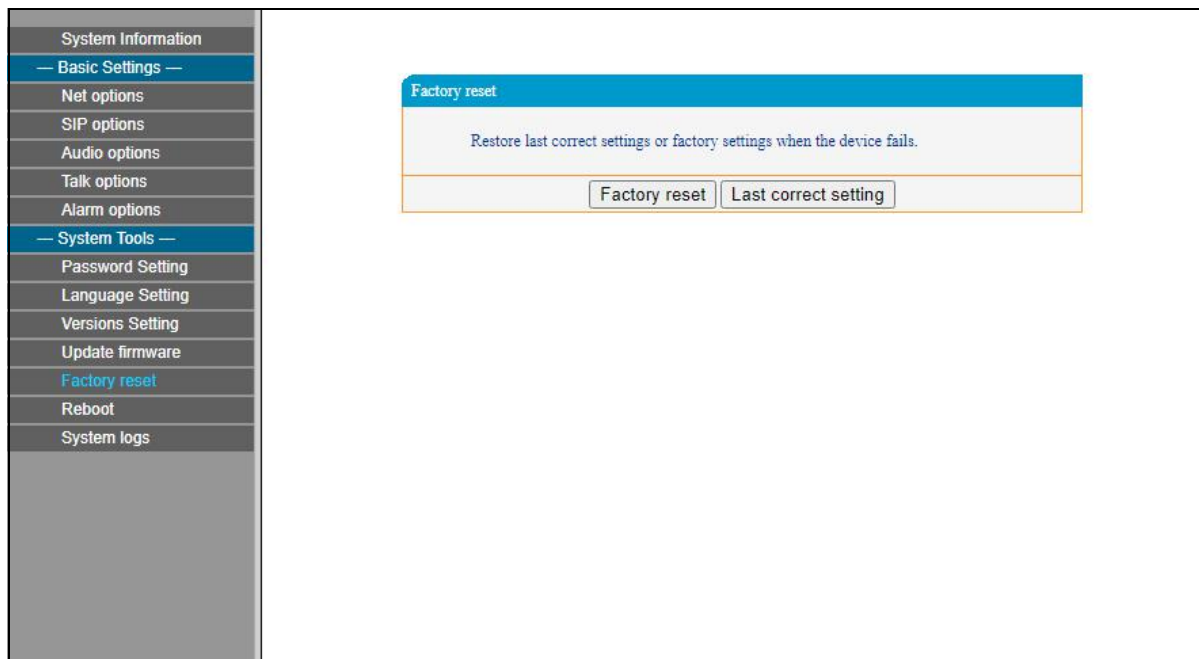 System Information
— Basic Settings —
Net options
SIP options
Audio options
Talk options
Alarm options
— System Tools —
Password Setting
Language Setting
Versions Setting
Update firmware
Factory reset
Reboot
System logs
Factory reset
Restore last correct settings or factory settings when the device fails.
Factory reset Last correct setting